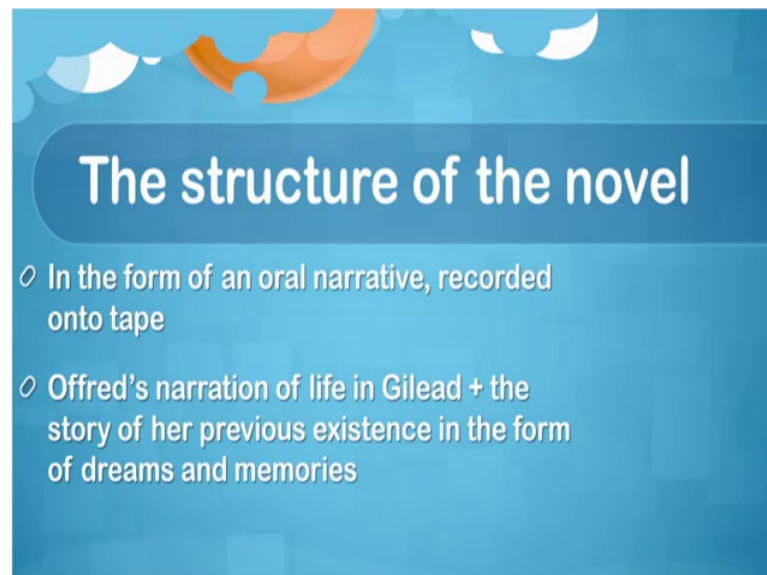 The structure of the novel
In the form of an oral narrative, recorded
onto tape
Offred’s narration of life in Gilead + the
story of her previous existence in the form
of dreams and memories